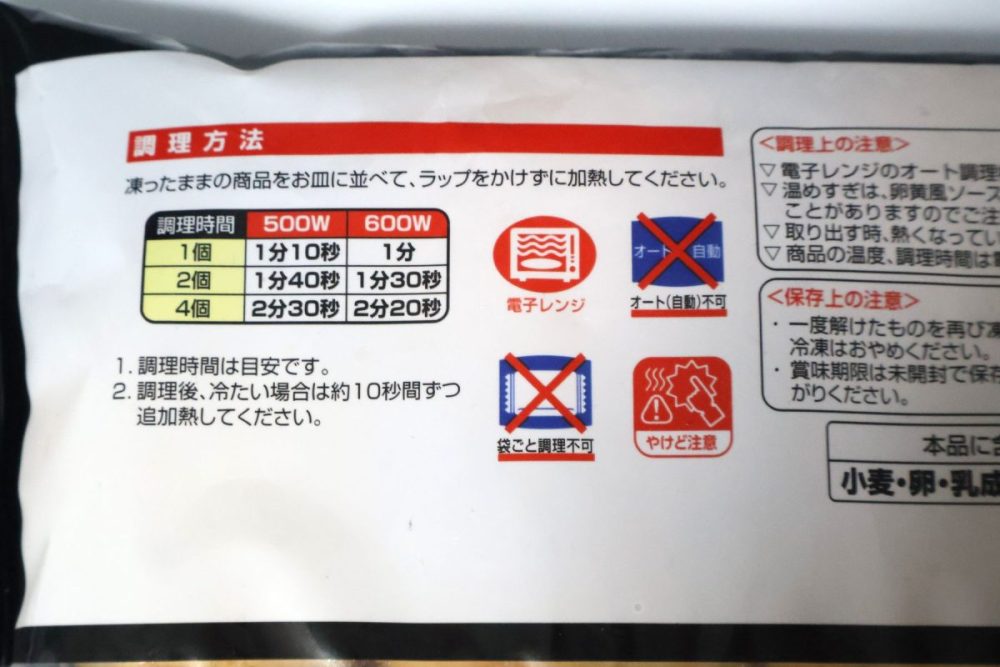 調理方法
凍ったままの商品をお皿に並べて、ラップをかけずに加熱してください。
調理時間 500W 600W
1個 1分10秒 1分
2個 1分40秒 1分30秒
4個 2分30秒 2分20秒
電子レンジ
オート 自動
オート(自動)不可
袋ごと調理不可
やけど注意
1. 調理時間は目安です。
2. 調理後、冷たい場合は約10秒間ずつ
追加熱してください。
<調理上の注意>
▽電子レンジのオート調理
▽温めすぎは、卵黄風ソース
ことがありますのでご注
▽取り出す時、熱くなってい
▽商品の温度、調理時間は
<保存上の注意>
・一度解けたものを再び凍
冷凍はおやめください。
・賞味期限は未開封で保存
がりください。
本品に含
小麦・卵・乳成